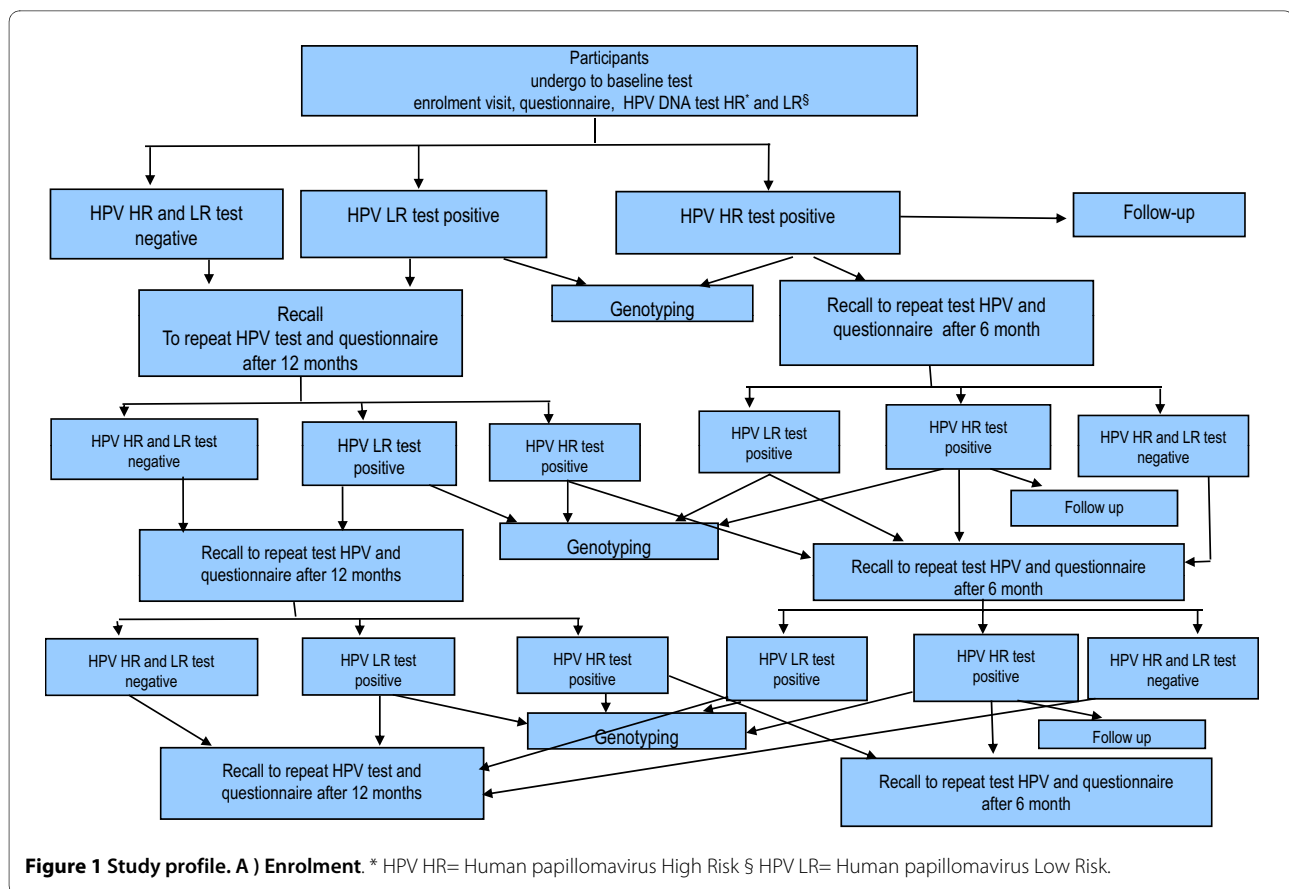 Participants
undergo to baseline test
enrolment visit, questionnaire, HPV DNA test HR* and LR§
HPV HR and LR test
negative
HPV LR test positive
HPV HR test positive
Follow-up
Genotyping
Recall
To repeat HPV test and questionnaire
after 12 months
Recall to repeat test HPV and
questionnaire after 6 month
HPV HR and LR test
negative
HPV LR test
positive
HPV HR test
positive
HPV LR test
positive
HPV HR test
positive
HPV HR and LR test
negative
Follow up
Genotyping
Recall to repeat test HPV and
questionnaire after 12 months
Recall to repeat test HPV and questionnaire
after 6 month
HPV HR and LR test
negative
HPV LR test
positive
HPV HR test
positive
HPV LR test
positive
HPV HR test
positive
HPV HR and LR test
negative
Genotyping
Follow up
Recall to repeat HPV test and
questionnaire after 12 months
Recall to repeat test HPV and questionnaire
after 6 month
Figure 1 Study profile. A ) Enrolment. * HPV HR= Human papillomavirus High Risk § HPV LR= Human papillomavirus Low Risk.